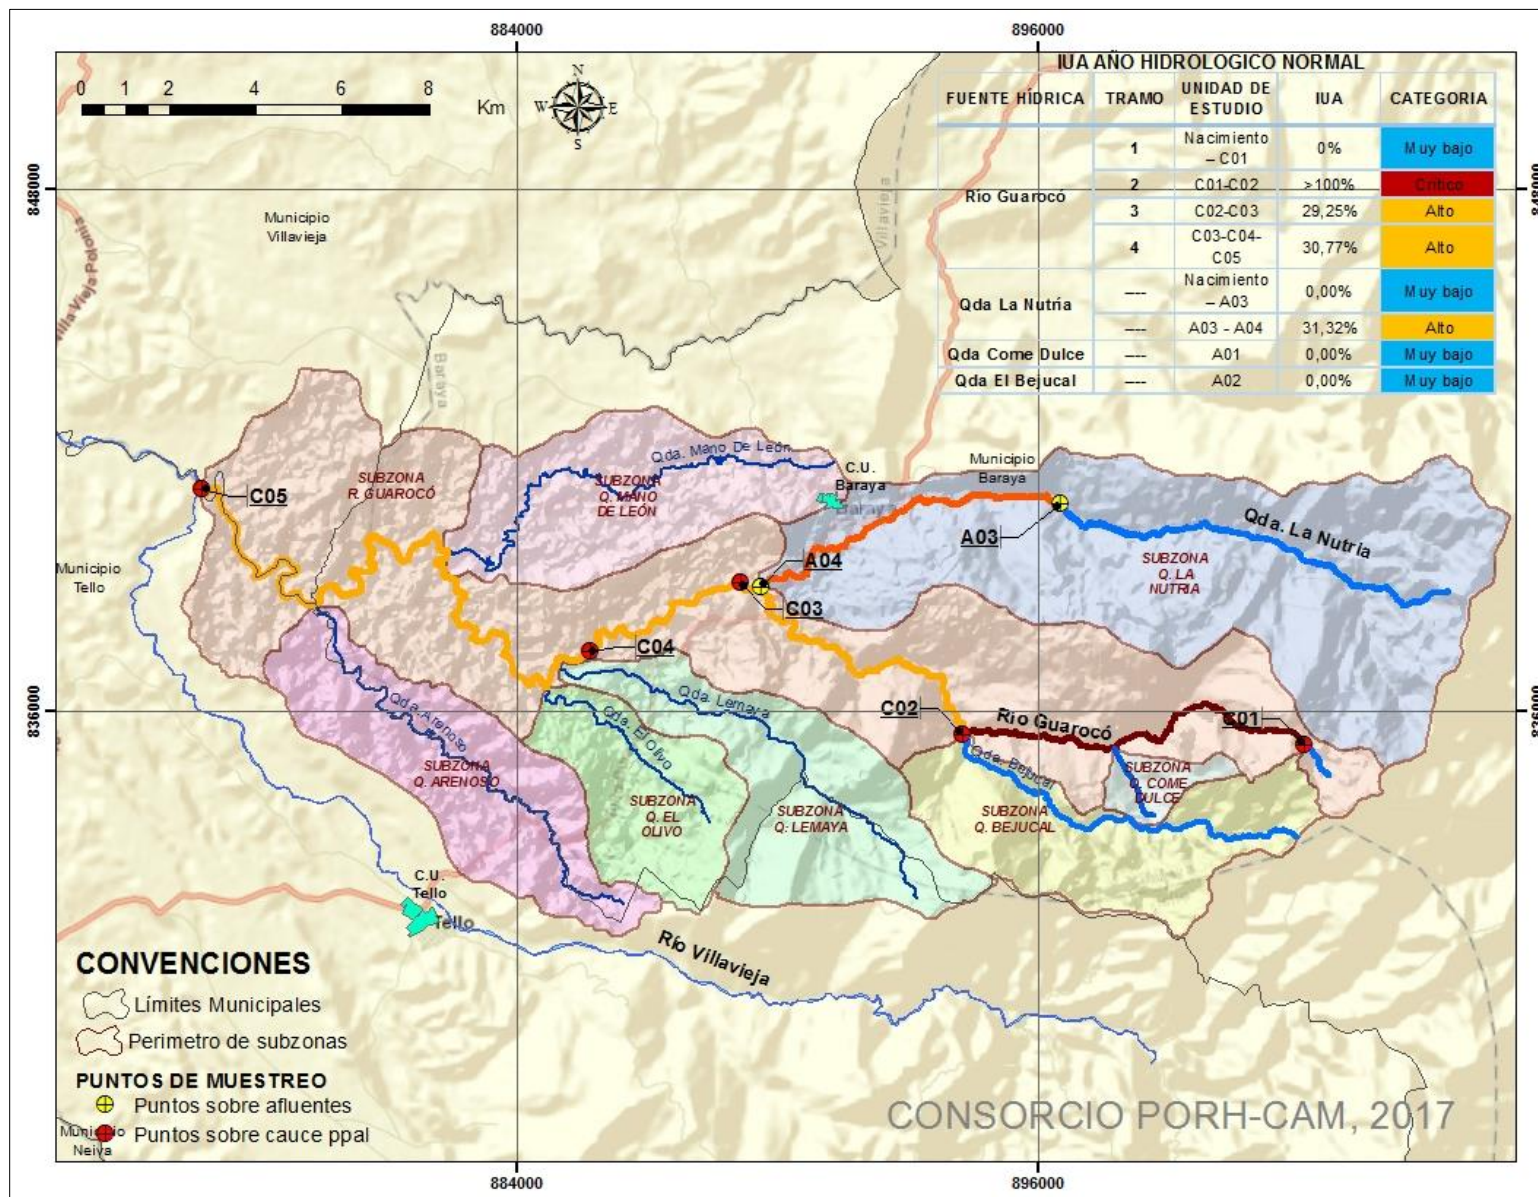 884000
896000
0 1 2 4 6 8
Km
N
W E
S
IUA AÑO HIDROLOGICO NORMAL
FUENTE HÍDRICA TRAMO UNIDAD DE ESTUDIO IUA CATEGORIA
Río Guarocó
1 Nacimiento – C01 0% Muy bajo
2 C01-C02 >100% Crítico
3 C02-C03 29,25% Alto
4 C03-C04-C05 30,77% Alto
Qda La Nutría
---- Nacimiento – A03 0,00% Muy bajo
---- A03 - A04 31,32% Alto
Qda Come Dulce ---- A01 0,00% Muy bajo
Qda El Bejucal ---- A02 0,00% Muy bajo
848000
848000
Municipio
Villavieja
Villavieja
Villa Vieja Polonia
Baraya
Qda. Mano De León
C.U.
Baraya
Baraya
Municipio
Baraya
SUBZONA
R. GUAROCÓ
SUBZONA
Q. MANO
DE LEÓN
C05
A03
Qda. La Nutria
SUBZONA
Q. LA
NUTRIA
A04
C03
C04
Municipio
Tello
836000
836000
Qda. Arenoso
SUBZONA
Q. ARENOSO
Qda. El Olivo
SUBZONA
Q. EL
OLIVO
Qda. Lemaya
SUBZONA
Q: LEMAYA
C02
Río Guarocó
C01
Qda. Bejucal
SUBZONA
Q. COME
DULCE
SUBZONA
Q. BEJUCAL
C.U.
Tello
Tello
Río Villavieja
CONVENCIONES
Límites Municipales
Perimetro de subzonas
PUNTOS DE MUESTREO
Puntos sobre afluentes
Puntos sobre cauce ppal
Municipio
Neiva
CONSORCIO PORH-CAM, 2017
884000
896000